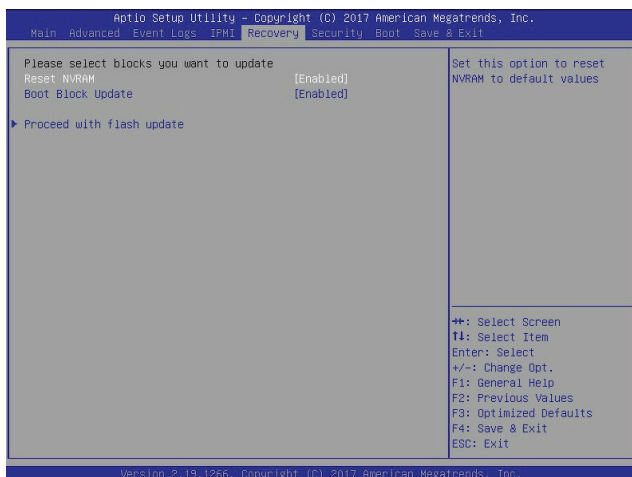 Aptio Setup Utility – Copyright (C) 2017 American Megatrends, Inc.
Main Advanced Event Logs IPMI Recovery Security Boot Save & Exit
Please select blocks you want to update
Reset NVRAM [Enabled]
Boot Block Update [Enabled]
▶ Proceed with flash update
Set this option to reset
NVRAM to default values
→←: Select Screen
↑↓: Select Item
Enter: Select
+/-: Change Opt.
F1: General Help
F2: Previous Values
F3: Optimized Defaults
F4: Save & Exit
ESC: Exit
Version 2.19.1266. Copyright (C) 2017 American Megatrends, Inc.